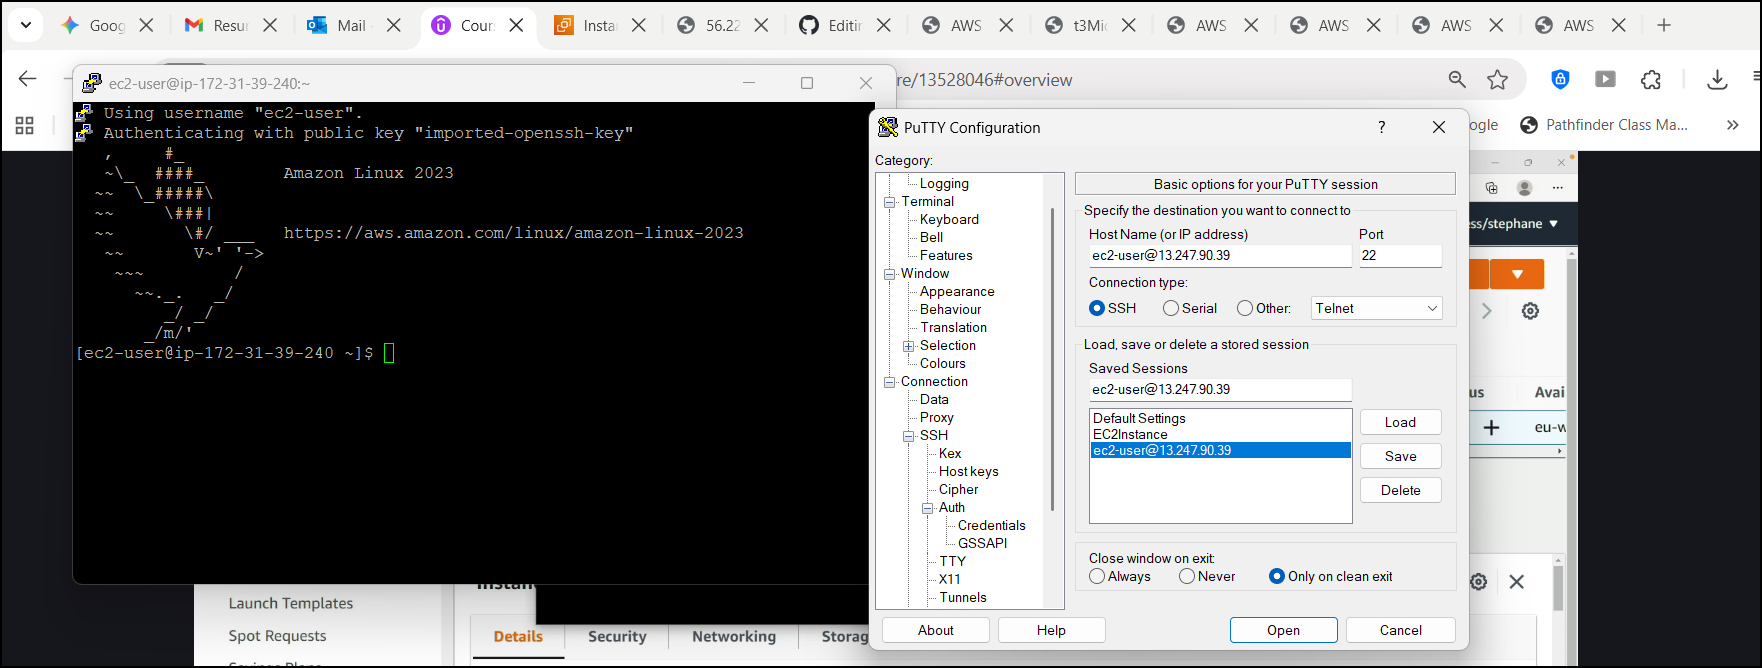 Goog
Resur
Mail
Cour
Insta
56.22
Editin
AWS
t3Mic
AWS
AWS
AWS
AWS
ec2-user@ip-172-31-39-240:~
re/13528046#overview
ogle
Pathfinder Class Ma...
Using username "ec2-user".
Authenticating with public key "imported-openssh-key"
   ,     #_
   ~\_  ####_        Amazon Linux 2023
  ~~  \_#####\
  ~~     \###|
  ~~       \#/ ___   https://aws.amazon.com/linux/amazon-linux-2023
   ~~       V~' '->
    ~~~         /
      ~~._.   _/
         _/ _/
       _/m/'
[ec2-user@ip-172-31-39-240 ~]$
PuTTY Configuration
?
Category:
Logging
Terminal
Keyboard
Bell
Features
Window
Appearance
Behaviour
Translation
Selection
Colours
Connection
Data
Proxy
SSH
Kex
Host keys
Cipher
Auth
Credentials
GSSAPI
TTY
X11
Tunnels
Basic options for your PuTTY session
Specify the destination you want to connect to
Host Name (or IP address)
Port
ec2-user@13.247.90.39
22
Connection type:
SSH
Serial
Other:
Telnet
Load, save or delete a stored session
Saved Sessions
ec2-user@13.247.90.39
Default Settings
EC2Instance
ec2-user@13.247.90.39
Load
Save
Delete
Close window on exit:
Always
Never
Only on clean exit
About
Help
Open
Cancel
ss/stephane
us
Avai
eu-w
Instan
Launch Templates
Spot Requests
Savings Plans
Details
Security
Networking
Storag